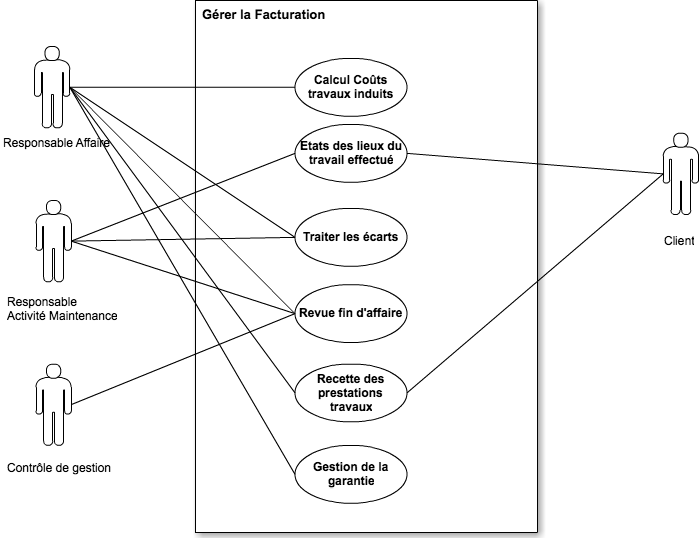 Gérer la Facturation
Calcul Coûts
travaux induits
Responsable Affaire
Etats des lieux du
travail effectué
Client
Traiter les écarts
Responsable
Activité Maintenance
Revue fin d'affaire
Recette des
prestations
travaux
Contrôle de gestion
Gestion de la
garantie